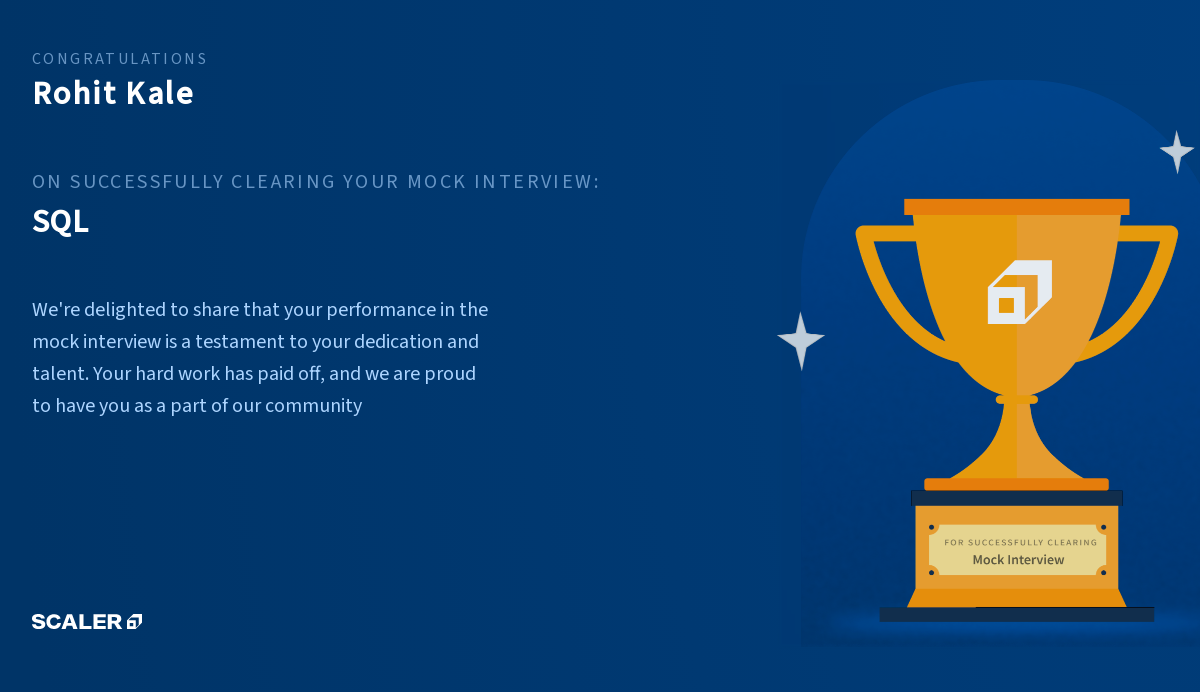 CONGRATULATIONS
Rohit Kale
ON SUCCESSFULLY CLEARING YOUR MOCK INTERVIEW:
SQL
We're delighted to share that your performance in the
mock interview is a testament to your dedication and
talent. Your hard work has paid off, and we are proud
to have you as a part of our community
FOR SUCCESSFULLY CLEARING
Mock Interview
SCALER